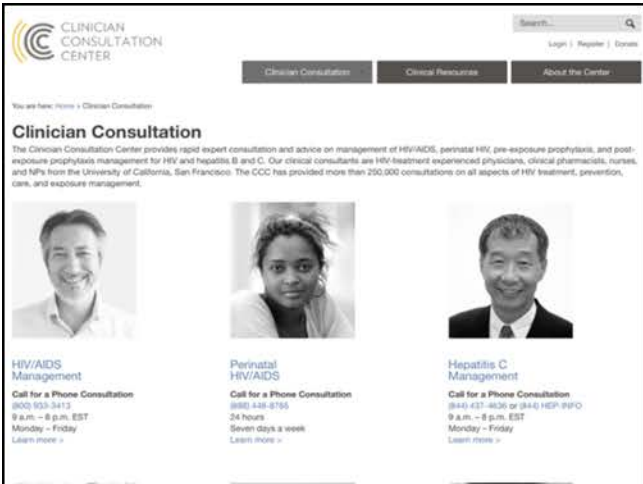 CLINICIAN
CONSULTATION
CENTER
Search...
Login | Register | Donate
Clinician Consultation
Clinical Resources
About the Center
You are here: Home » Clinician Consultation
Clinician Consultation
The Clinician Consultation Center provides rapid expert consultation and advice on management of HIV/AIDS, perinatal HIV, pre-exposure prophylaxis, and post-
exposure prophylaxis management for HIV and hepatitis B and C. Our clinical consultants are HIV-treatment experienced physicians, clinical pharmacists, nurses,
and NPs from the University of California, San Francisco. The CCC has provided more than 250,000 consultations on all aspects of HIV treatment, prevention,
care, and exposure management.
HIV/AIDS
Management
Call for a Phone Consultation
(800) 933-3413
9 a.m. – 8 p.m. EST
Monday – Friday
Learn more »
Perinatal
HIV/AIDS
Call for a Phone Consultation
(888) 448-8765
24 hours
Seven days a week
Learn more »
Hepatitis C
Management
Call for a Phone Consultation
(844) 437-4636 or (844) HEP-INFO
9 a.m. – 8 p.m. EST
Monday – Friday
Learn more »